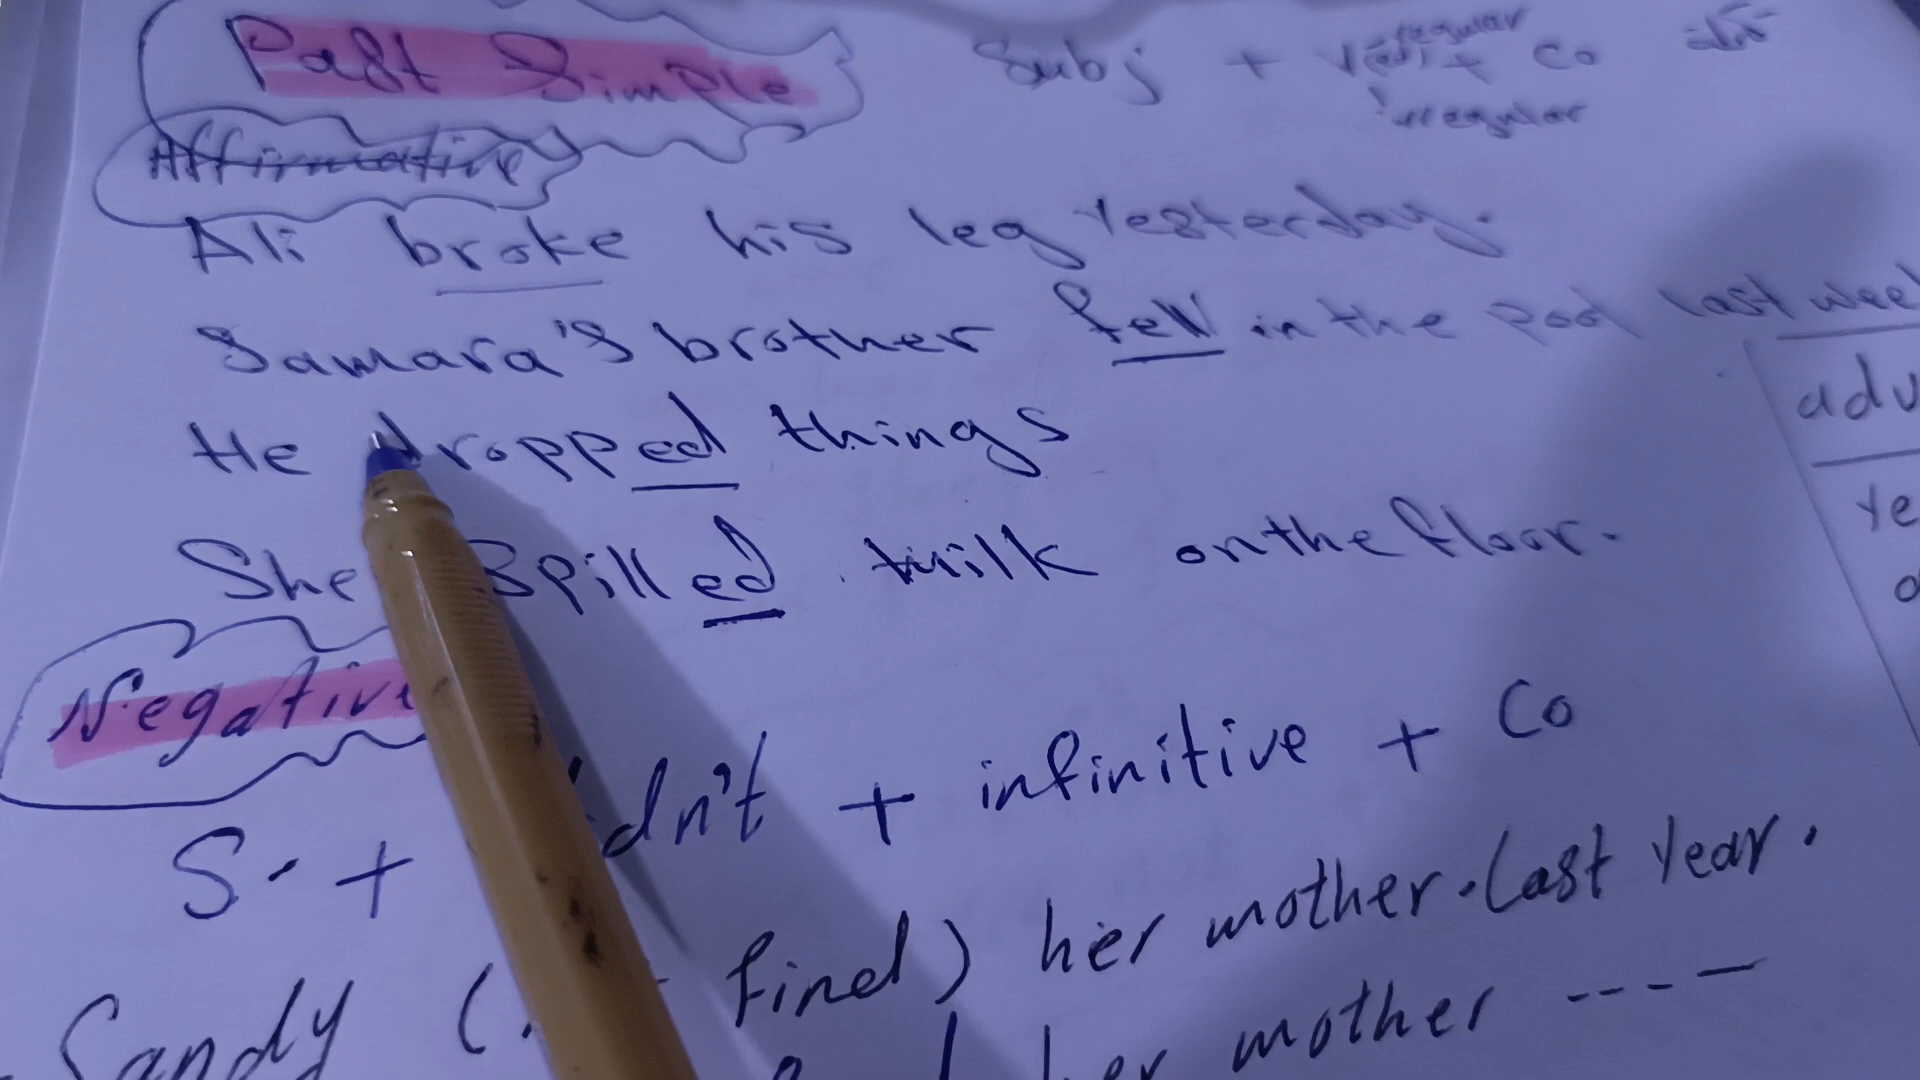 Past Simple
Subj + V(ed) + Co
regular
irregular
Affirmative
Ali broke his leg yesterday.
Samara's brother fell in the pool last wee
He dropped things
She spilled milk on the floor.
adv
Ye
Negative
S. + didn't + infinitive + Co
Sandy ( find) her mother. last year.
her mother ----